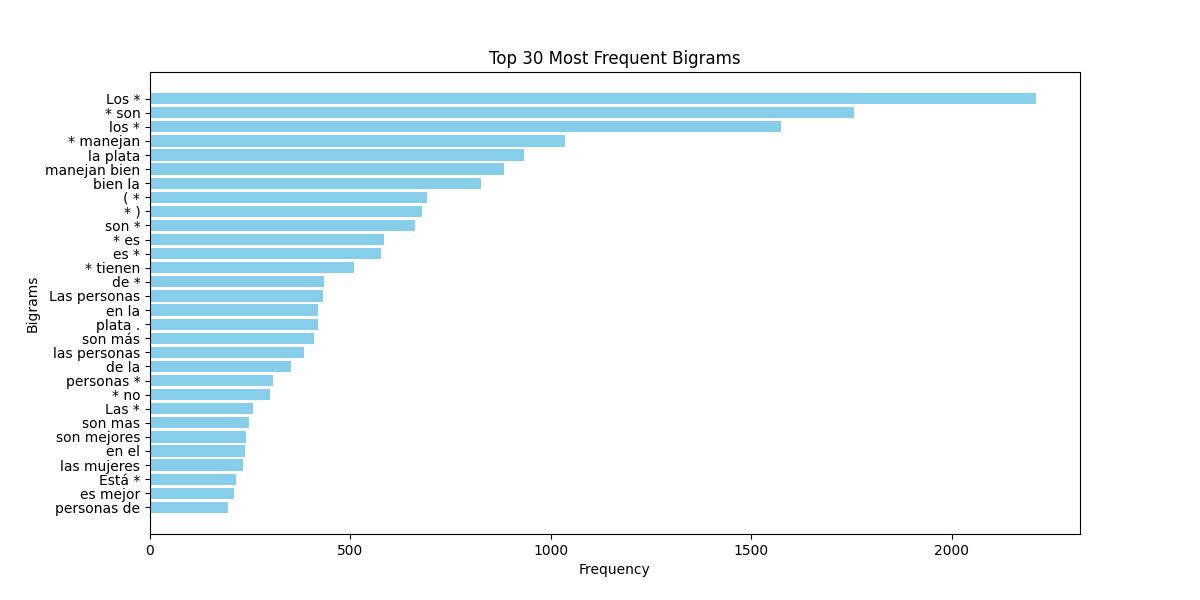 Top 30 Most Frequent Bigrams
Los *
* son
los *
* manejan
la plata
manejan bien
bien la
( *
* )
son *
* es
es *
* tienen
de *
Las personas
en la
plata .
son más
las personas
de la
personas *
* no
Las *
son mas
son mejores
en el
las mujeres
Está *
es mejor
personas de
Bigrams
0 500 1000 1500 2000
Frequency